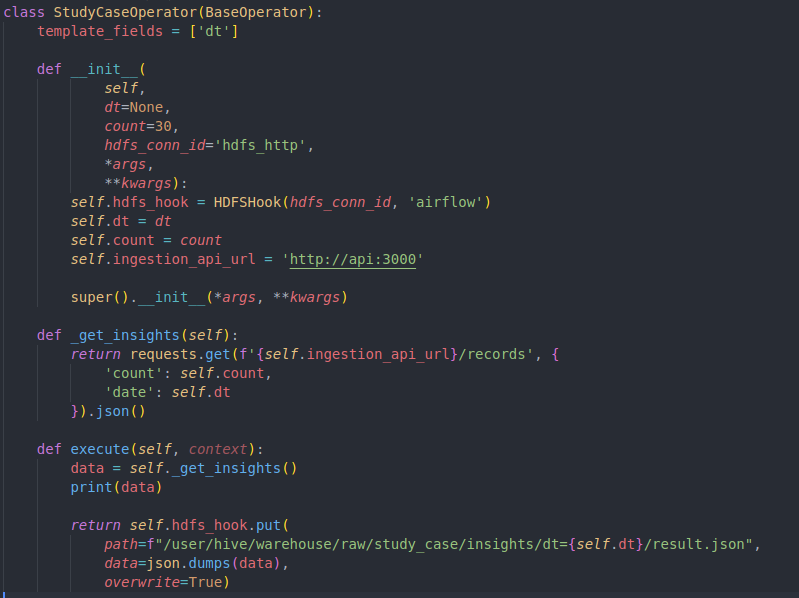 class StudyCaseOperator(BaseOperator):
    template_fields = ['dt']

    def __init__(
            self,
            dt=None,
            count=30,
            hdfs_conn_id='hdfs_http',
            *args,
            **kwargs):
        self.hdfs_hook = HDFSHook(hdfs_conn_id, 'airflow')
        self.dt = dt
        self.count = count
        self.ingestion_api_url = 'http://api:3000'

        super().__init__(*args, **kwargs)

    def _get_insights(self):
        return requests.get(f'{self.ingestion_api_url}/records', {
            'count': self.count,
            'date': self.dt
        }).json()

    def execute(self, context):
        data = self._get_insights()
        print(data)

        return self.hdfs_hook.put(
            path=f"/user/hive/warehouse/raw/study_case/insights/dt={self.dt}/result.json",
            data=json.dumps(data),
            overwrite=True)